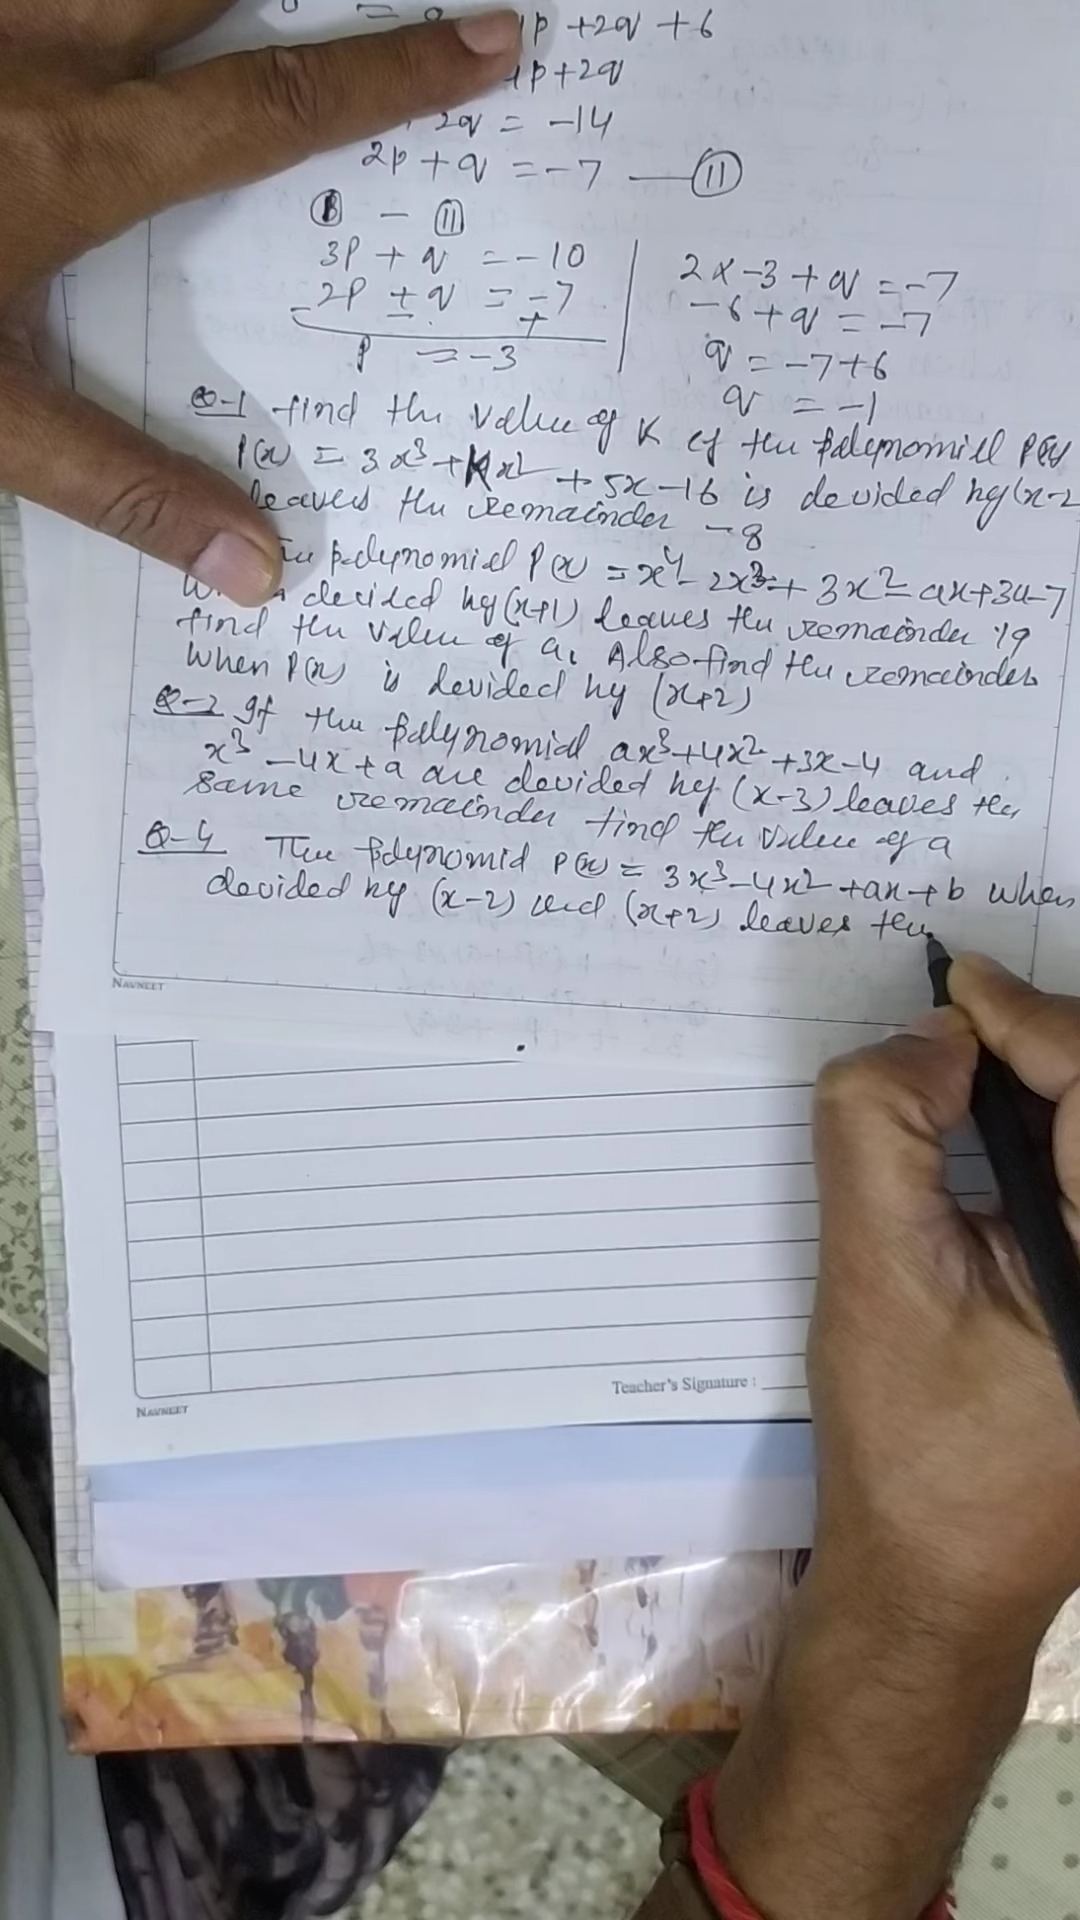 = p + 2q + 6
p + 2q
2q = -14
2p + q = -7 — (11)
- (11)
3p + q = -10
2p ± q = -7
+
p = -3
2 x -3 + q = -7
-6 + q = -7
q = -7 + 6
q = -1
Q-1 find the value of K if the polynomial P(x)
P(x) = 3x³ + Kx² + 5x - 16 is devided by (x-2
leaves the remainder -8
polynomial P(x) = x⁴ - 2x³ + 3x² - ax + 3a - 7
devided by (x+1) leaves the remainder 19
find the value of a. Also find the remainder
When P(x) is devided by (x+2)
Q-2 If the polynomial ax³ + 4x² + 3x - 4 and
x³ - 4x + a are devided by (x-3) leaves the
same remainder find the value of a
Q-4 The polynomial P(x) = 3x³ - 4x² + ax + b when
devided by (x-2) and (x+2) leaves the
NAVNEET
Teacher's Signature :
NAVNEET